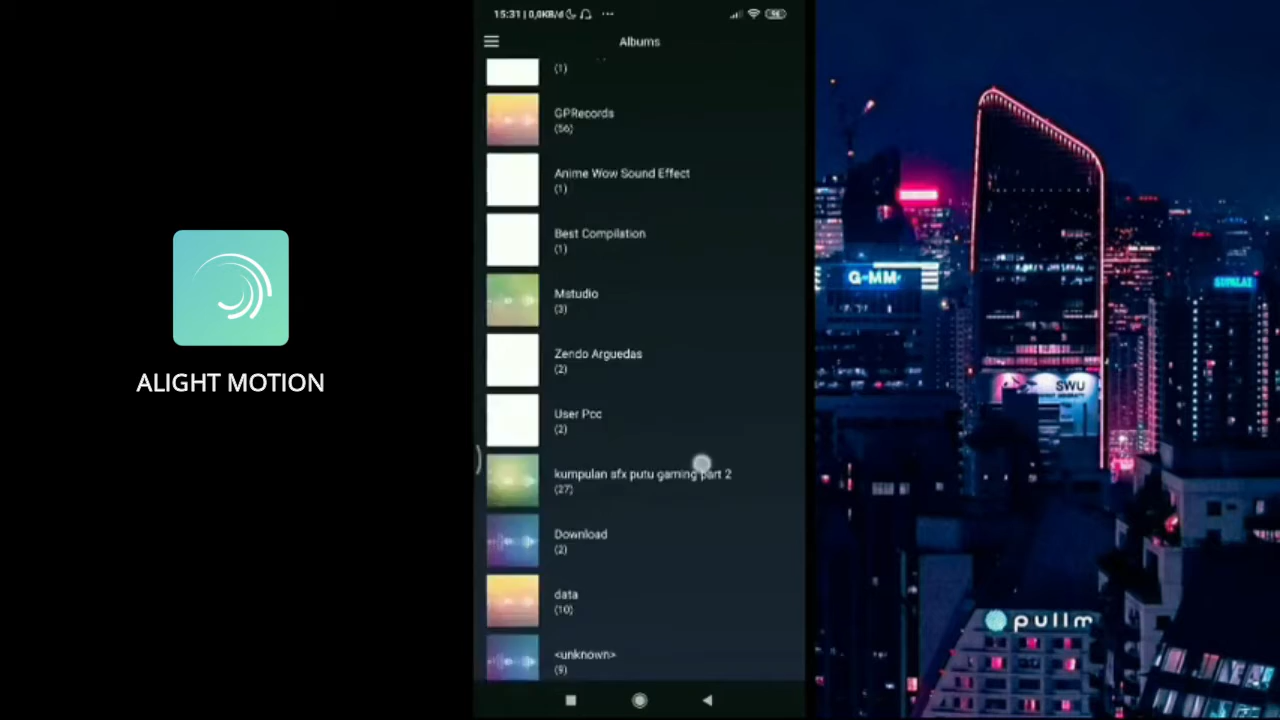 15:31 | 0,0KB/d
Albums
(1)
GPRecords
(56)
Anime Wow Sound Effect
(1)
Best Compilation
(1)
Mstudio
(3)
Zendo Arguedas
(2)
User Pcc
(2)
kumpulan sfx putu gaming part 2
(27)
Download
(2)
data
(10)
<unknown>
(9)
ALIGHT MOTION
G-MM
SWU
pullm